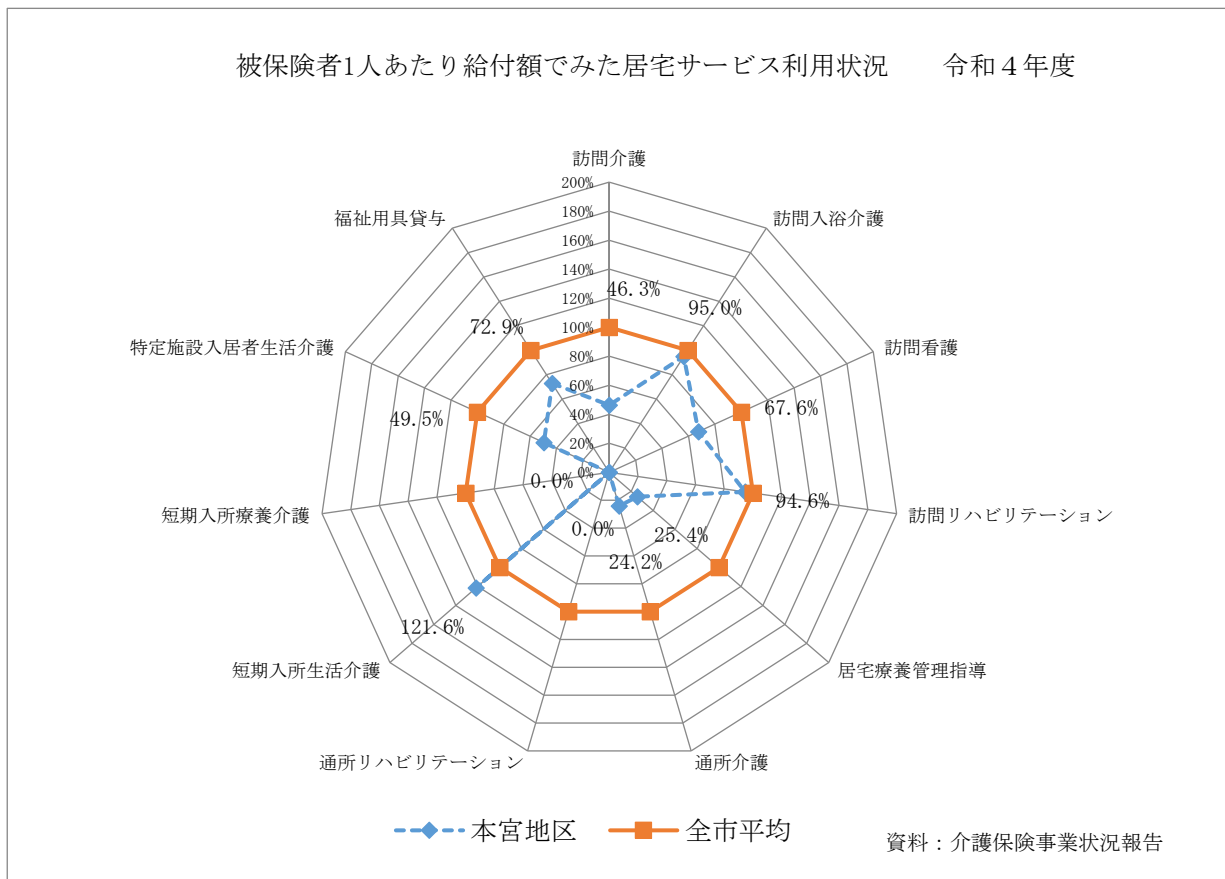 被保険者1人あたり給付額でみた居宅サービス利用状況　　令和４年度
訪問介護
200%
180%
160%
140%
120%
100%
80%
60%
40%
20%
0%
訪問入浴介護
訪問看護
訪問リハビリテーション
居宅療養管理指導
通所介護
通所リハビリテーション
短期入所生活介護
短期入所療養介護
特定施設入居者生活介護
福祉用具貸与
46.3%
95.0%
67.6%
94.6%
25.4%
24.2%
0.0%
121.6%
0.0%
49.5%
72.9%
本宮地区　全市平均
資料：介護保険事業状況報告